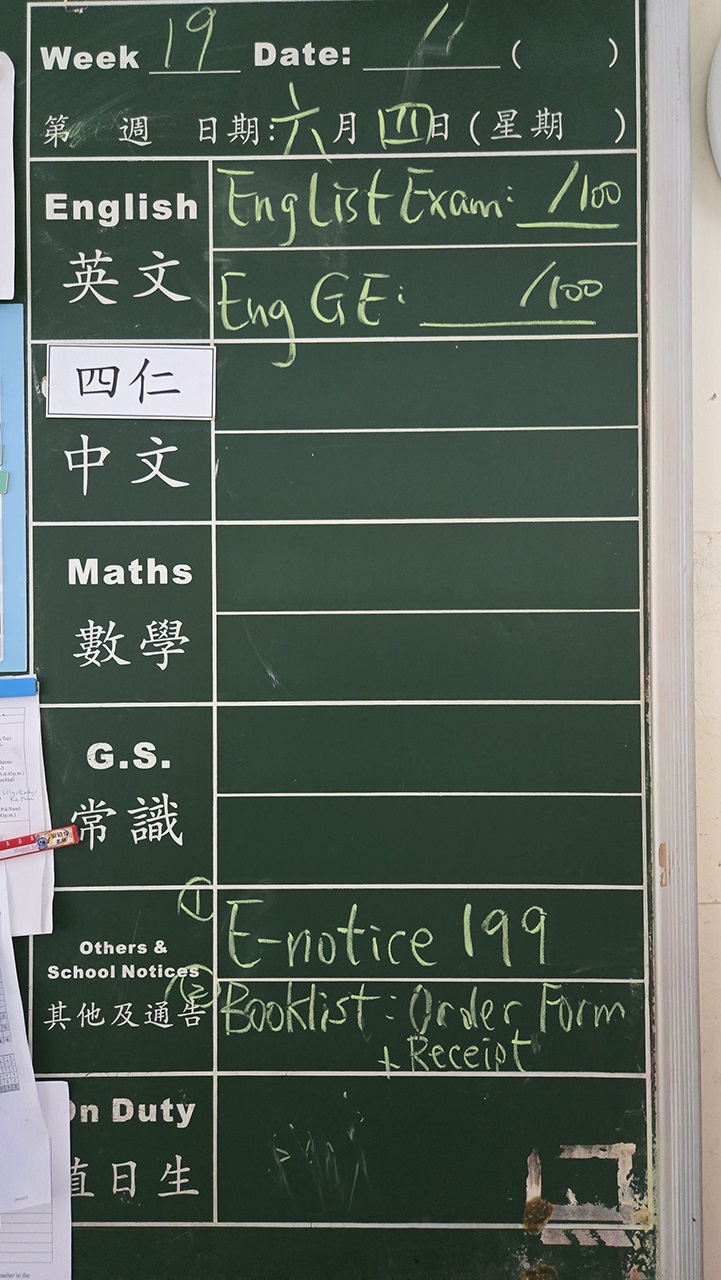 Week 19 Date: / ( )
第 週 日期:六月四日(星期 )
English
英文
EngList Exam: /100
Eng GE: /100
四仁
中文
Maths
數學
G.S.
常識
Others &
School Notices
其他及通告
① E-notice 199
② Booklist: Order Form
+ Receipt
On Duty
值日生